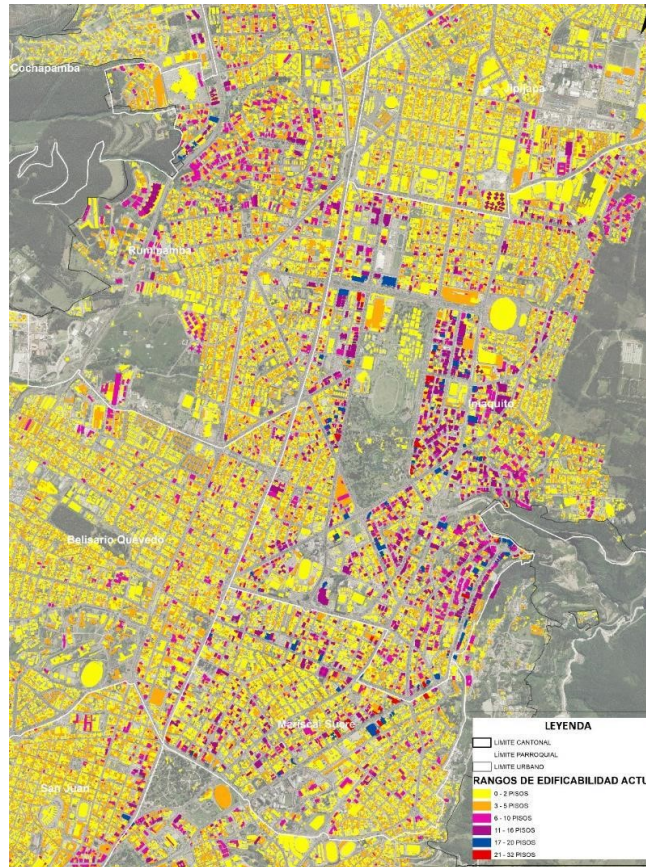 Kennedy
Cochapamba
Jipijapa
Rumipamba
Iñaquito
Belisario Quevedo
Mariscal Sucre
San Juan
LEYENDA
LIMITE CANTONAL
LIMITE PARROQUIAL
LIMITE URBANO
RANGOS DE EDIFICABILIDAD ACTU
0 - 2 PISOS
3 - 5 PISOS
6 - 10 PISOS
11 - 16 PISOS
17 - 20 PISOS
21 - 32 PISOS